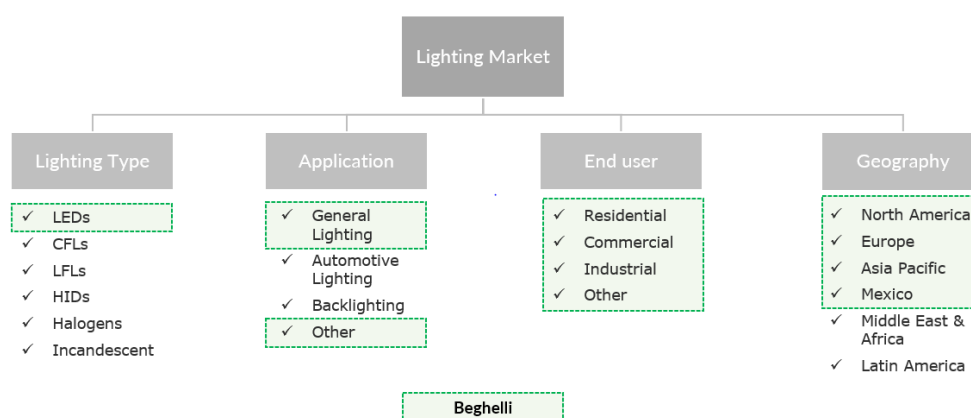 Lighting Market
Lighting Type
✓ LEDs
✓ CFLs
✓ LFLs
✓ HIDs
✓ Halogens
✓ Incandescent
Application
✓ General
Lighting
✓ Automotive
Lighting
✓ Backlighting
✓ Other
End user
✓ Residential
✓ Commercial
✓ Industrial
✓ Other
Geography
✓ North America
✓ Europe
✓ Asia Pacific
✓ Mexico
✓ Middle East &
Africa
✓ Latin America
Beghelli